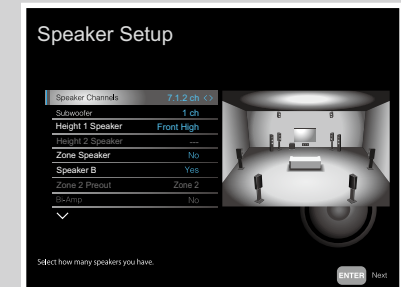 Speaker Setup
Speaker Channels 7.1.2 ch <>
Subwoofer 1 ch
Height 1 Speaker Front High
Height 2 Speaker ---
Zone Speaker No
Speaker B Yes
Zone 2 Preout Zone 2
Bi-Amp No
Select how many speakers you have.
ENTER Next